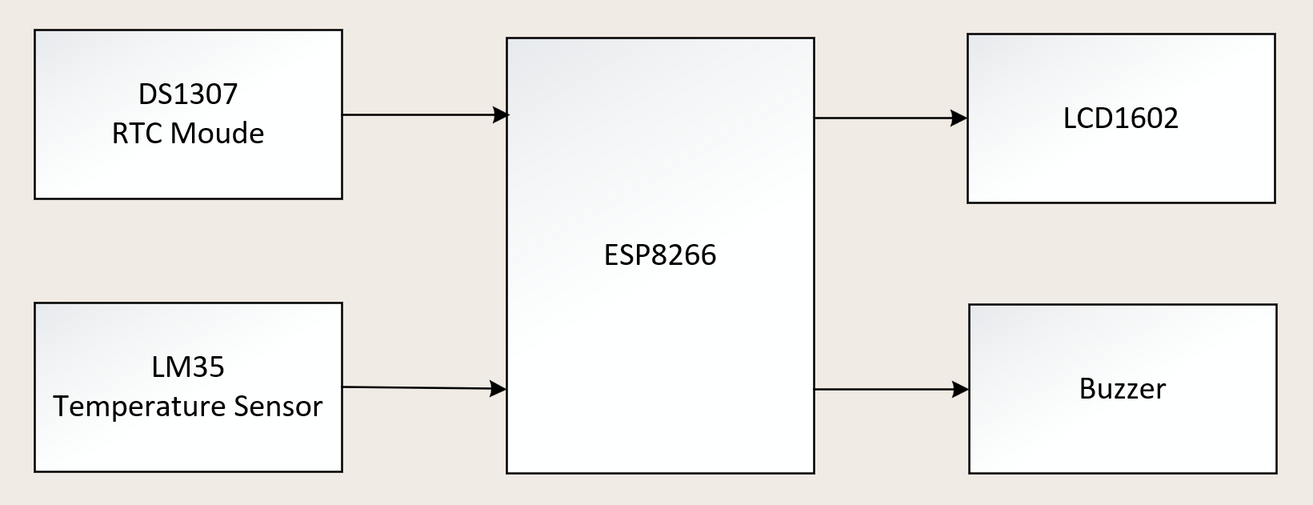 DS1307
RTC Moude
LM35
Temperature Sensor
ESP8266
LCD1602
Buzzer